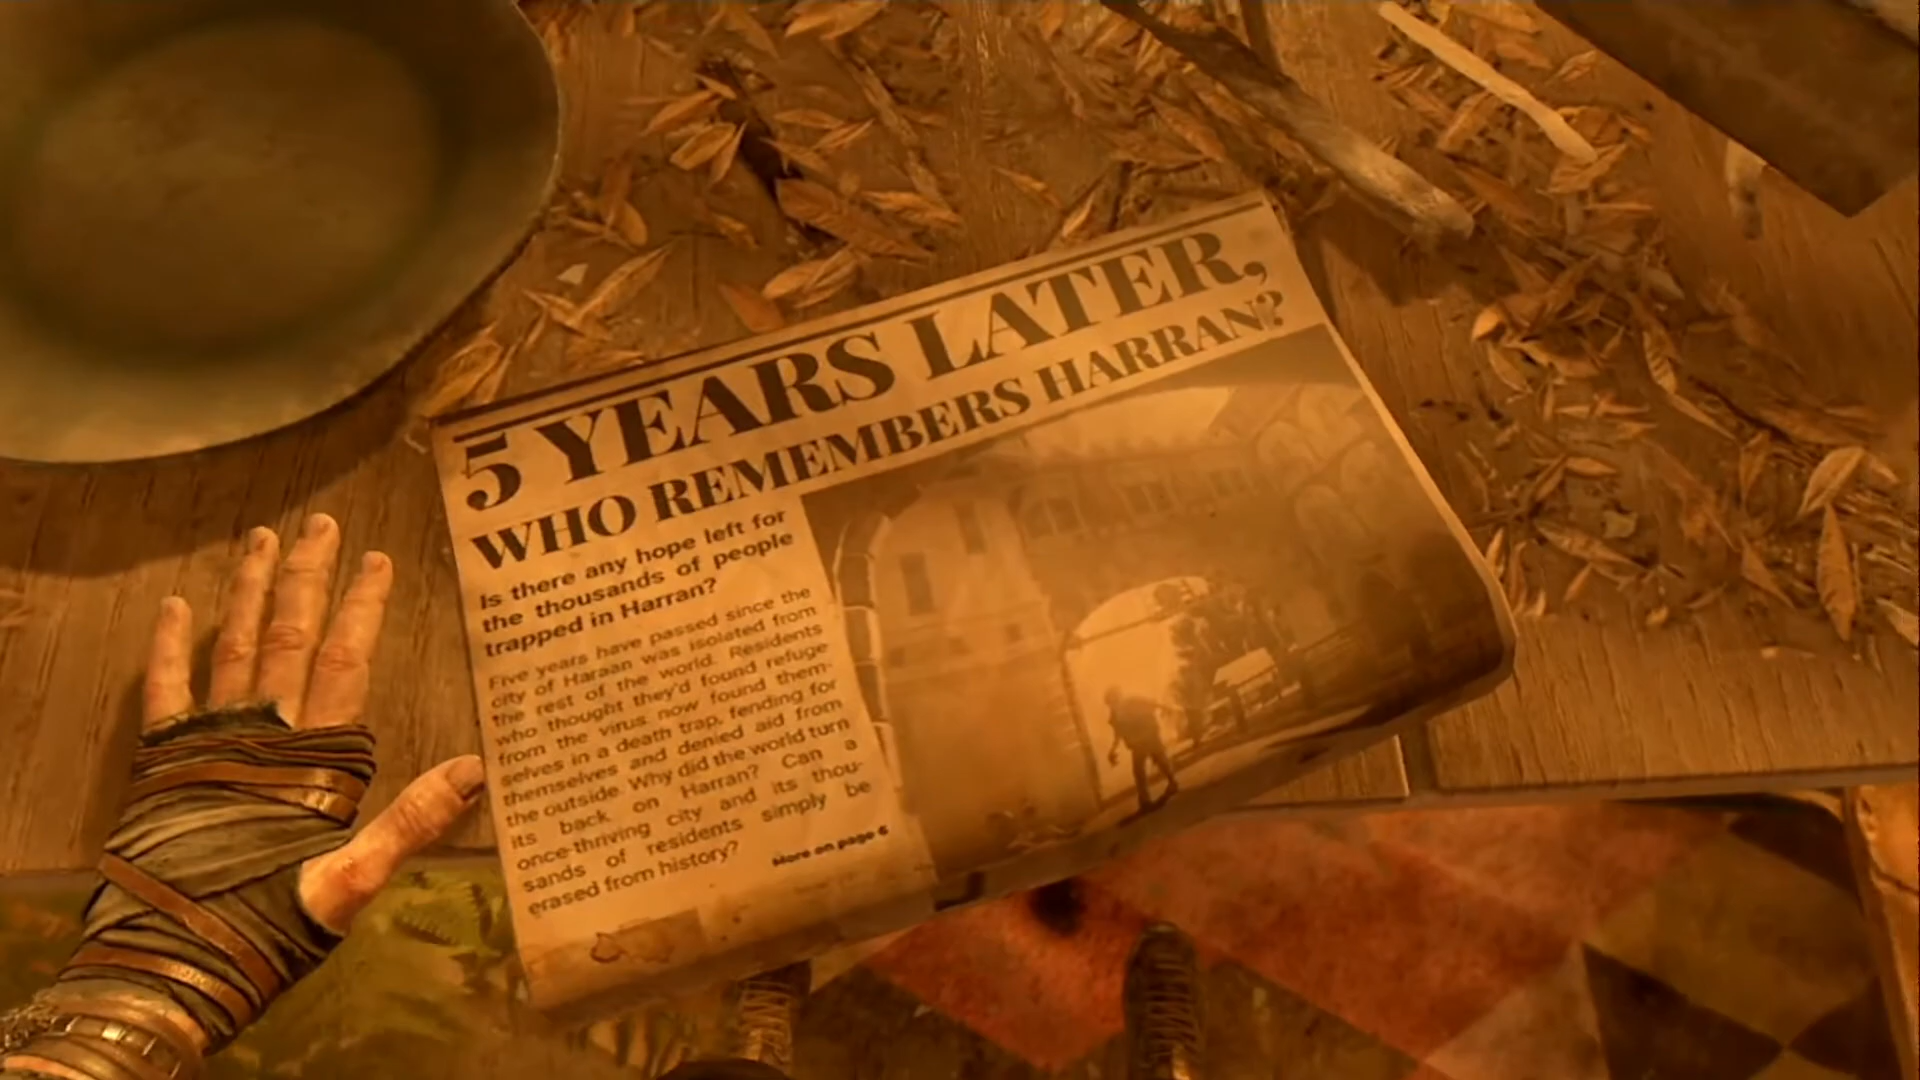 5 YEARS LATER,
WHO REMEMBERS HARRAN?
Is there any hope left for
the thousands of people
trapped in Harran?
Five years have passed since the
city of Haraan was isolated from
the rest of the world. Residents
who thought they'd found refuge
from the virus now found them-
selves in a death trap, fending for
themselves and denied aid from
the outside. Why did the world turn
its back on Harran? Can a
once-thriving city and its thou-
sands of residents simply be
erased from history?
More on page 6